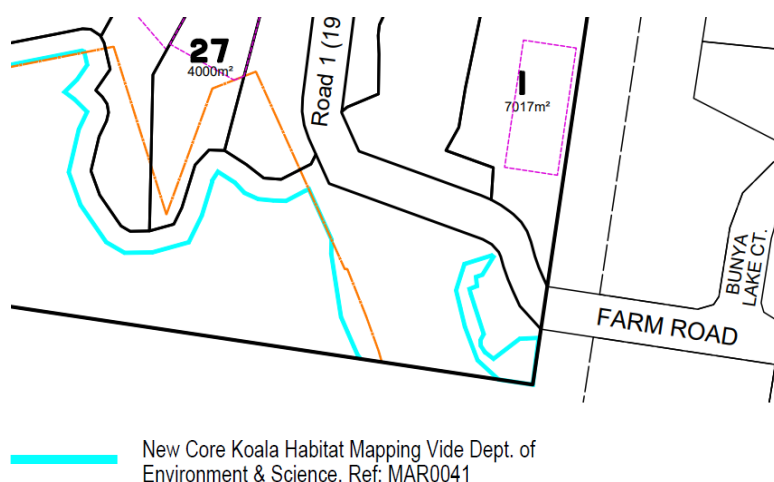 27
4000m²
Road 1 (19
1
7017m²
BUNYA
LAKE CT.
FARM ROAD
New Core Koala Habitat Mapping Vide Dept. of
Environment & Science. Ref: MAR0041